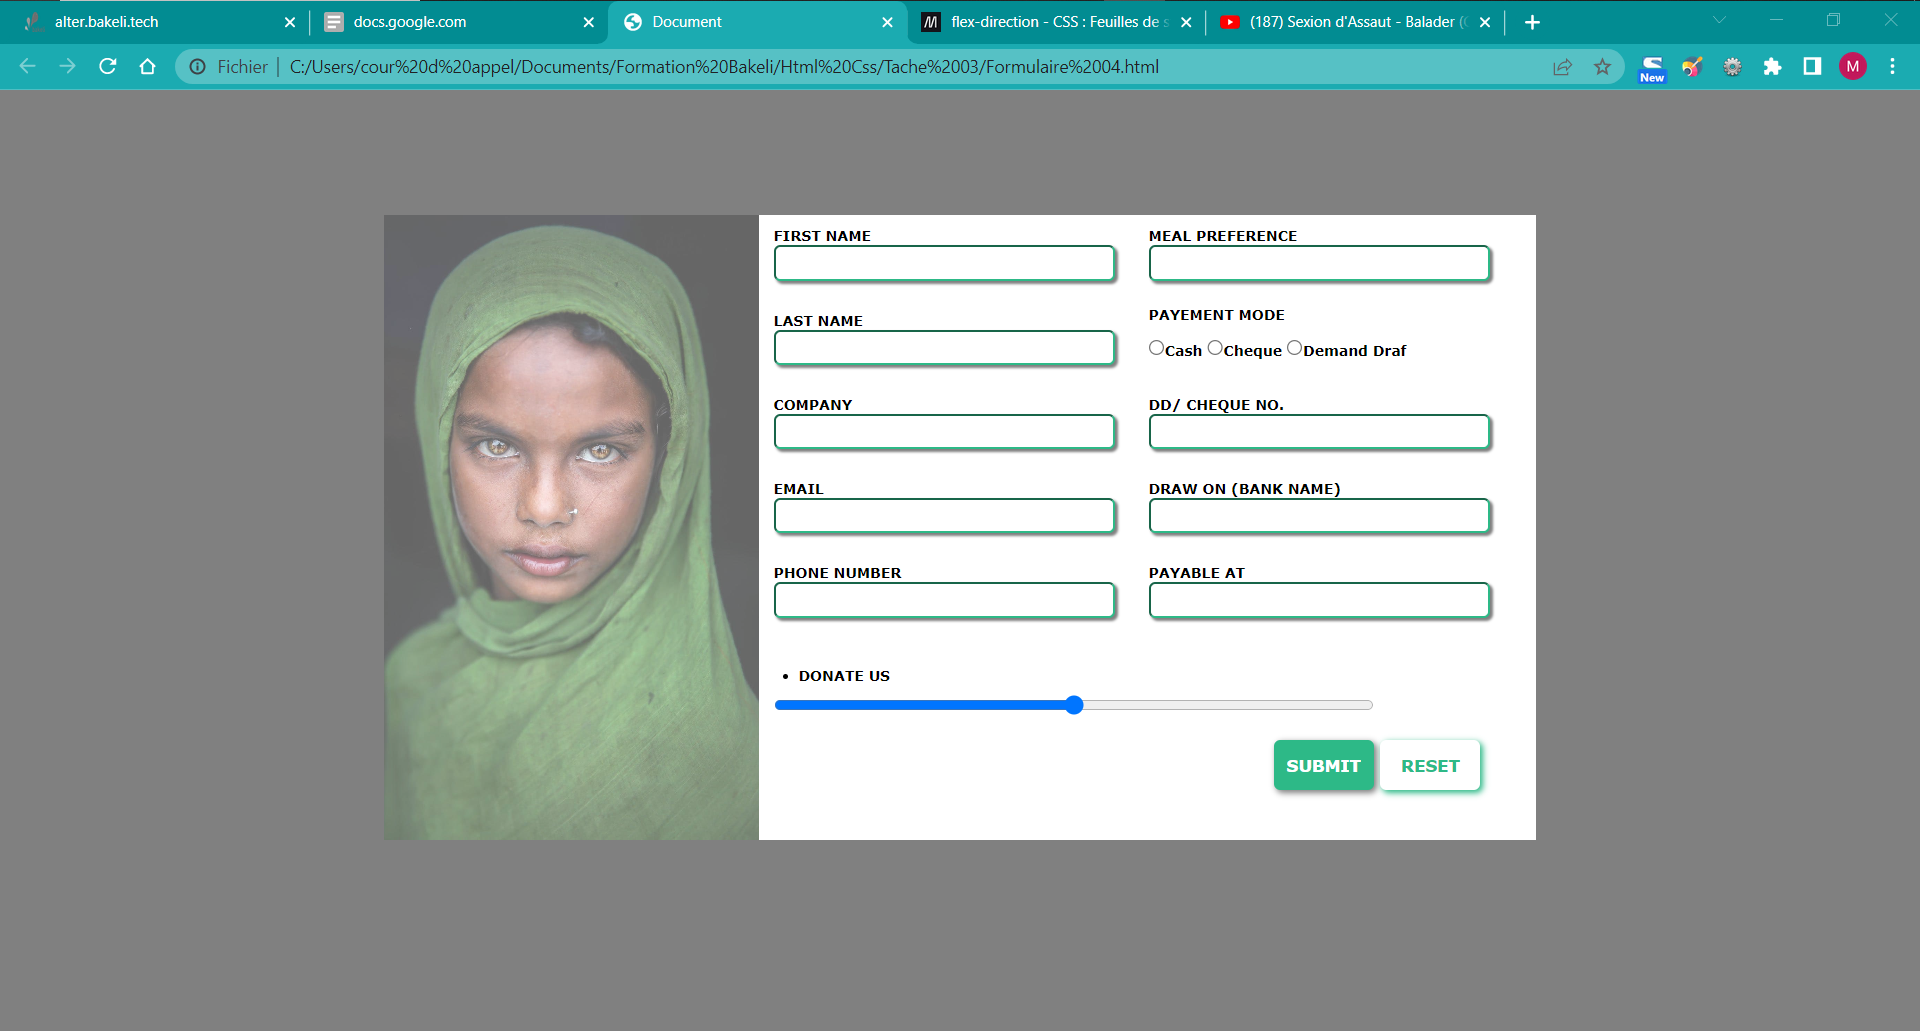 alter.bakeli.tech
docs.google.com
Document
flex-direction - CSS : Feuilles de s
(187) Sexion d'Assaut - Balader (
Fichier
C:/Users/cour%20d%20appel/Documents/Formation%20Bakeli/Html%20Css/Tache%2003/Formulaire%2004.html
New
M
FIRST NAME
MEAL PREFERENCE
LAST NAME
PAYEMENT MODE
Cash Cheque Demand Draf
COMPANY
DD/ CHEQUE NO.
EMAIL
DRAW ON (BANK NAME)
PHONE NUMBER
PAYABLE AT
• DONATE US
SUBMIT
RESET